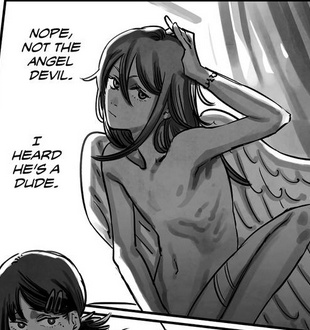 NOPE,
NOT THE
ANGEL
DEVIL.
I
HEARD
HE'S A
DUDE.